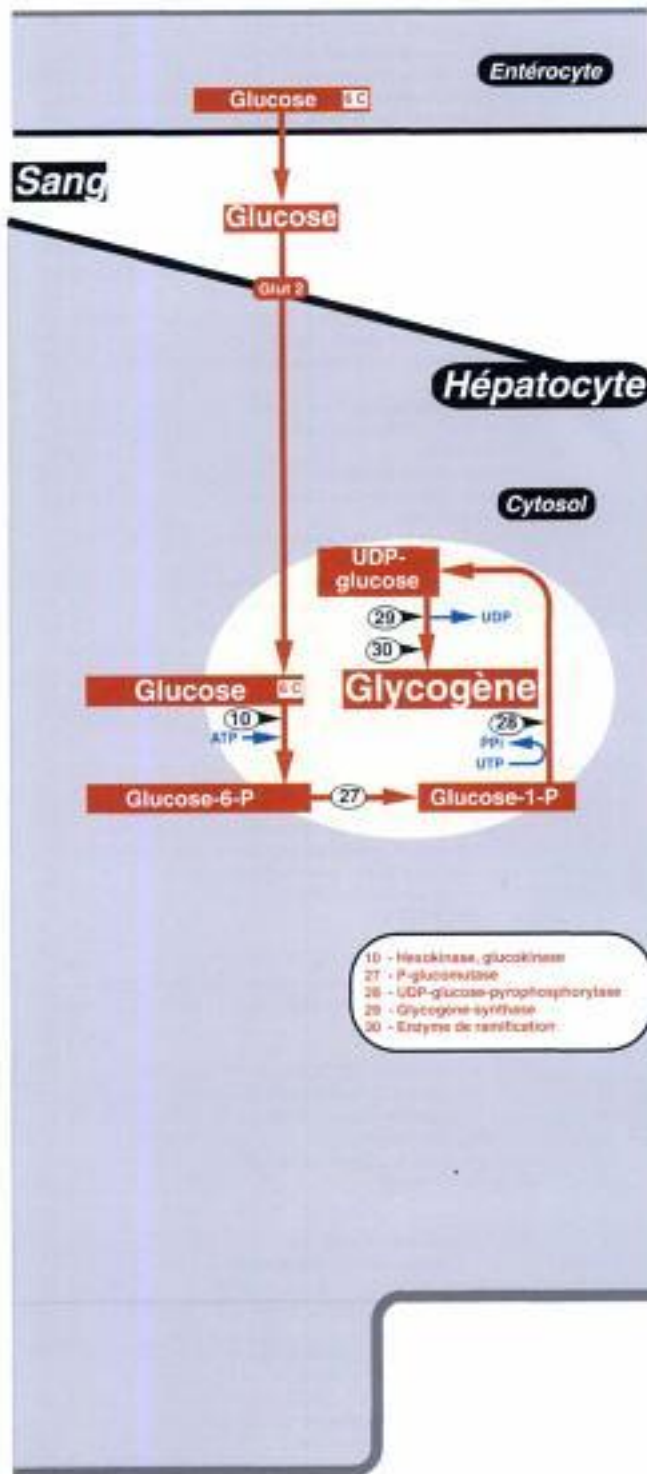 Entérocyte
Glucose 6 C
Sang
Glucose
Glut 2
Hépatocyte
Cytosol
UDP-
glucose
29
UDP
30
Glycogène
Glucose 6 C
10
ATP
28
PPi
UTP
Glucose-6-P
27
Glucose-1-P
10 - Hexokinase, glucokinase
27 - P-glucomutase
28 - UDP-glucose-pyrophosphorylase
29 - Glycogène-synthase
30 - Enzyme de ramification